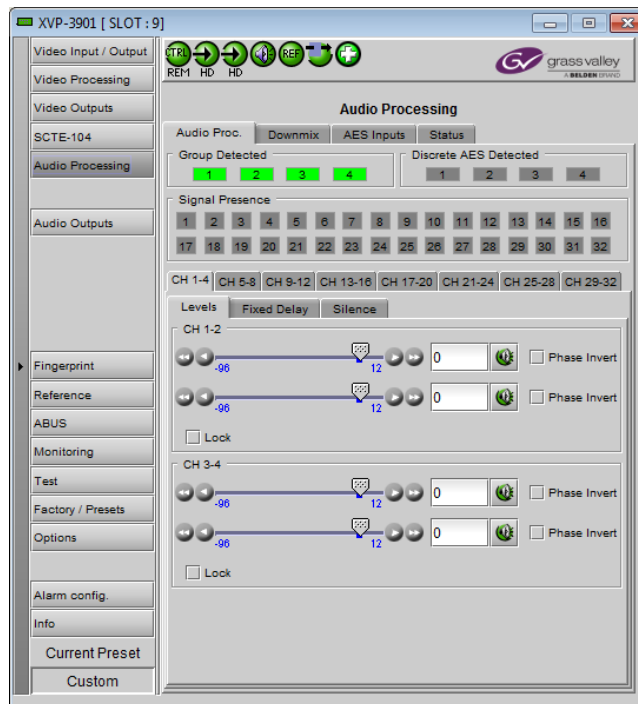 XVP-3901 [ SLOT : 9]
Video Input / Output
Video Processing
Video Outputs
SCTE-104
Audio Processing
Audio Outputs
Fingerprint
Reference
ABUS
Monitoring
Test
Factory / Presets
Options
Alarm config.
Info
Current Preset
Custom
CTRL REF
REM HD HD
GV grass valley
A BELDEN BRAND
Audio Processing
Audio Proc. Downmix AES Inputs Status
Group Detected
1 2 3 4
Discrete AES Detected
1 2 3 4
Signal Presence
1 2 3 4 5 6 7 8 9 10 11 12 13 14 15 16
17 18 19 20 21 22 23 24 25 26 27 28 29 30 31 32
CH 1-4 CH 5-8 CH 9-12 CH 13-16 CH 17-20 CH 21-24 CH 25-28 CH 29-32
Levels Fixed Delay Silence
CH 1-2
-96 12 0 Phase Invert
-96 12 0 Phase Invert
Lock
CH 3-4
-96 12 0 Phase Invert
-96 12 0 Phase Invert
Lock